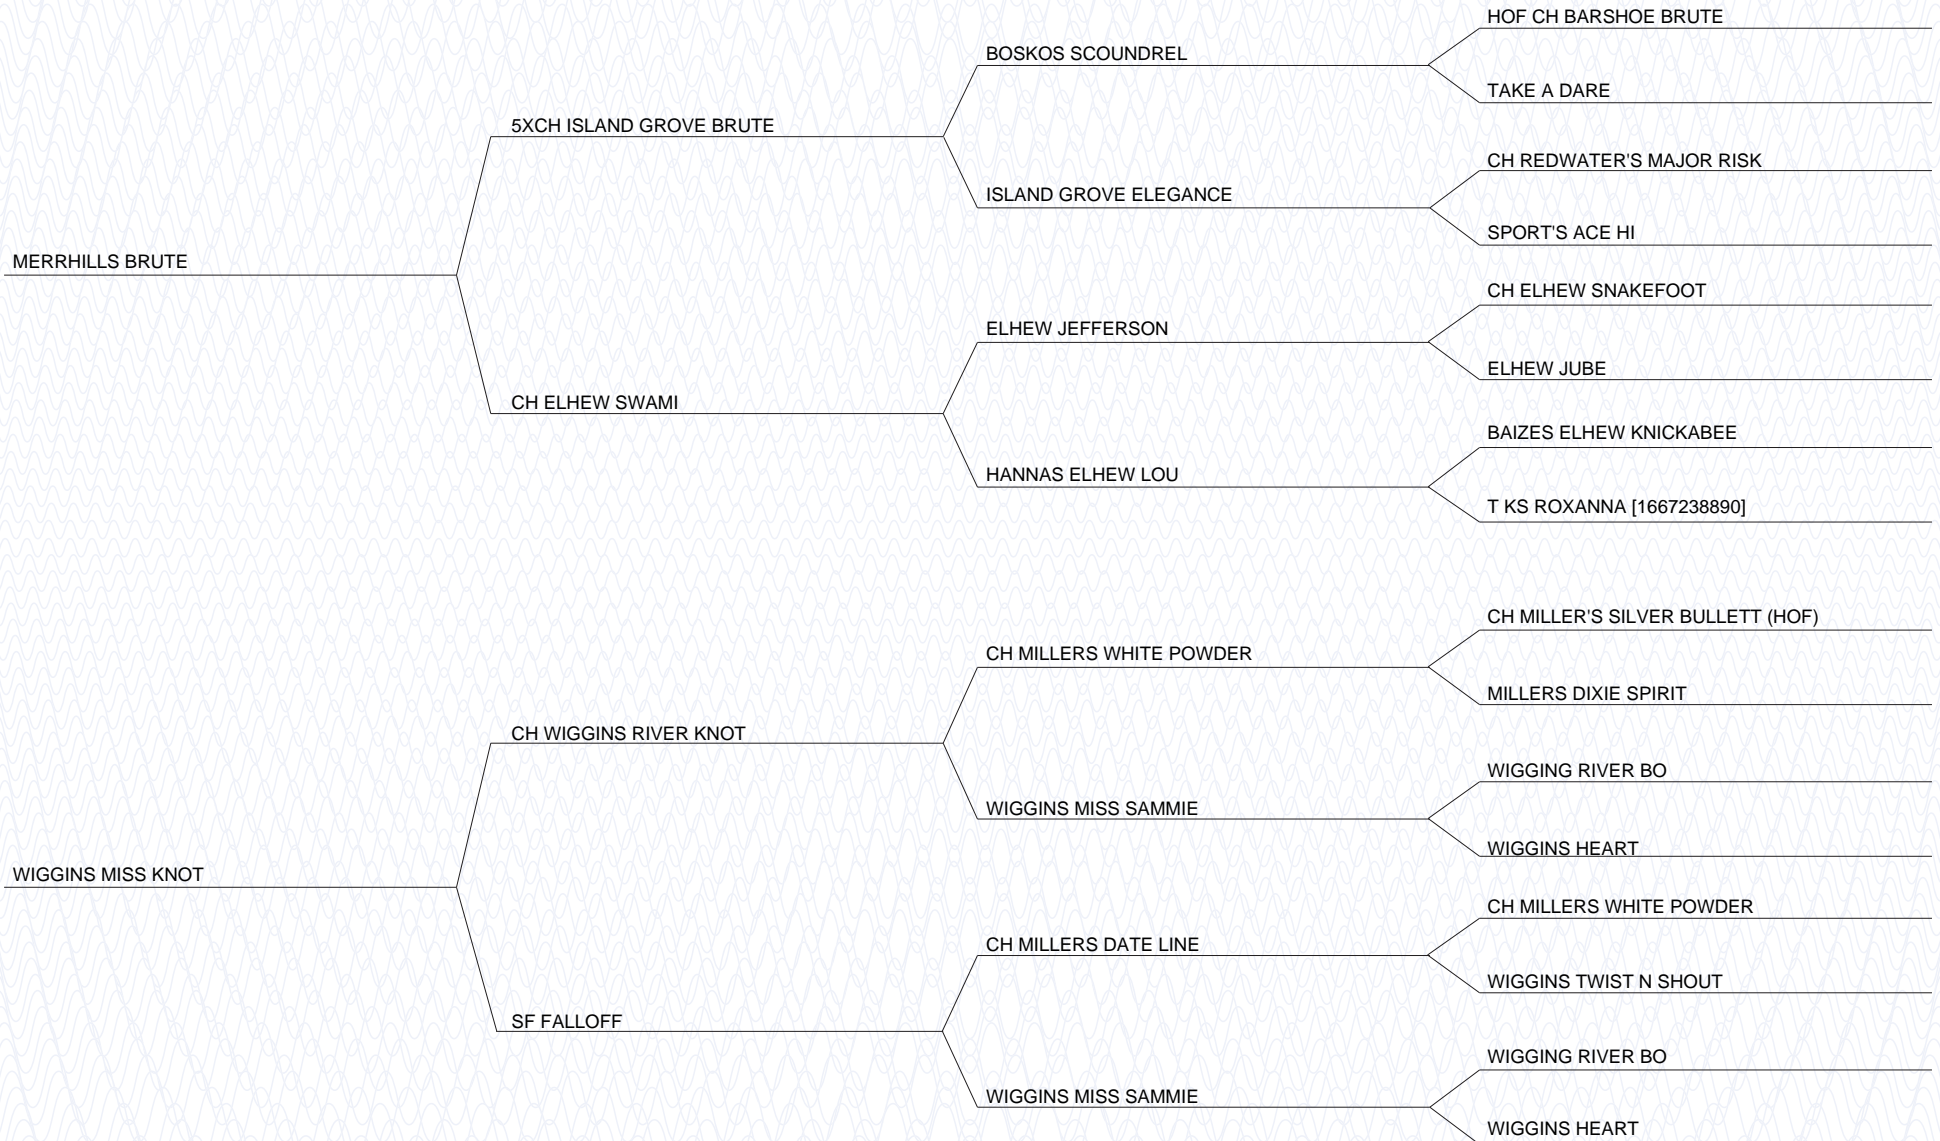 HOF CH BARSHOE BRUTE
BOSKOS SCOUNDREL
TAKE A DARE
5XCH ISLAND GROVE BRUTE
CH REDWATER'S MAJOR RISK
ISLAND GROVE ELEGANCE
SPORT'S ACE HI
MERRHILLS BRUTE
CH ELHEW SNAKEFOOT
ELHEW JEFFERSON
ELHEW JUBE
CH ELHEW SWAMI
BAIZES ELHEW KNICKABEE
HANNAS ELHEW LOU
T KS ROXANNA [1667238890]
CH MILLER'S SILVER BULLETT (HOF)
CH MILLERS WHITE POWDER
MILLERS DIXIE SPIRIT
CH WIGGINS RIVER KNOT
WIGGING RIVER BO
WIGGINS MISS SAMMIE
WIGGINS HEART
WIGGINS MISS KNOT
CH MILLERS WHITE POWDER
CH MILLERS DATE LINE
WIGGINS TWIST N SHOUT
SF FALLOFF
WIGGING RIVER BO
WIGGINS MISS SAMMIE
WIGGINS HEART